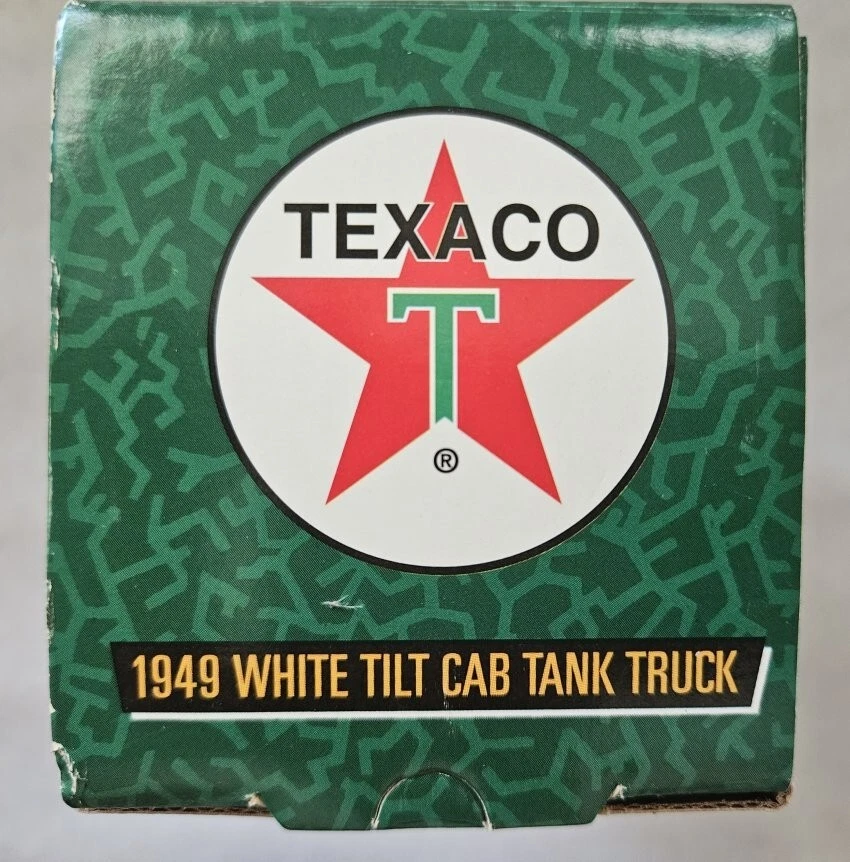 TEXACO
T
®
1949 WHITE TILT CAB TANK TRUCK